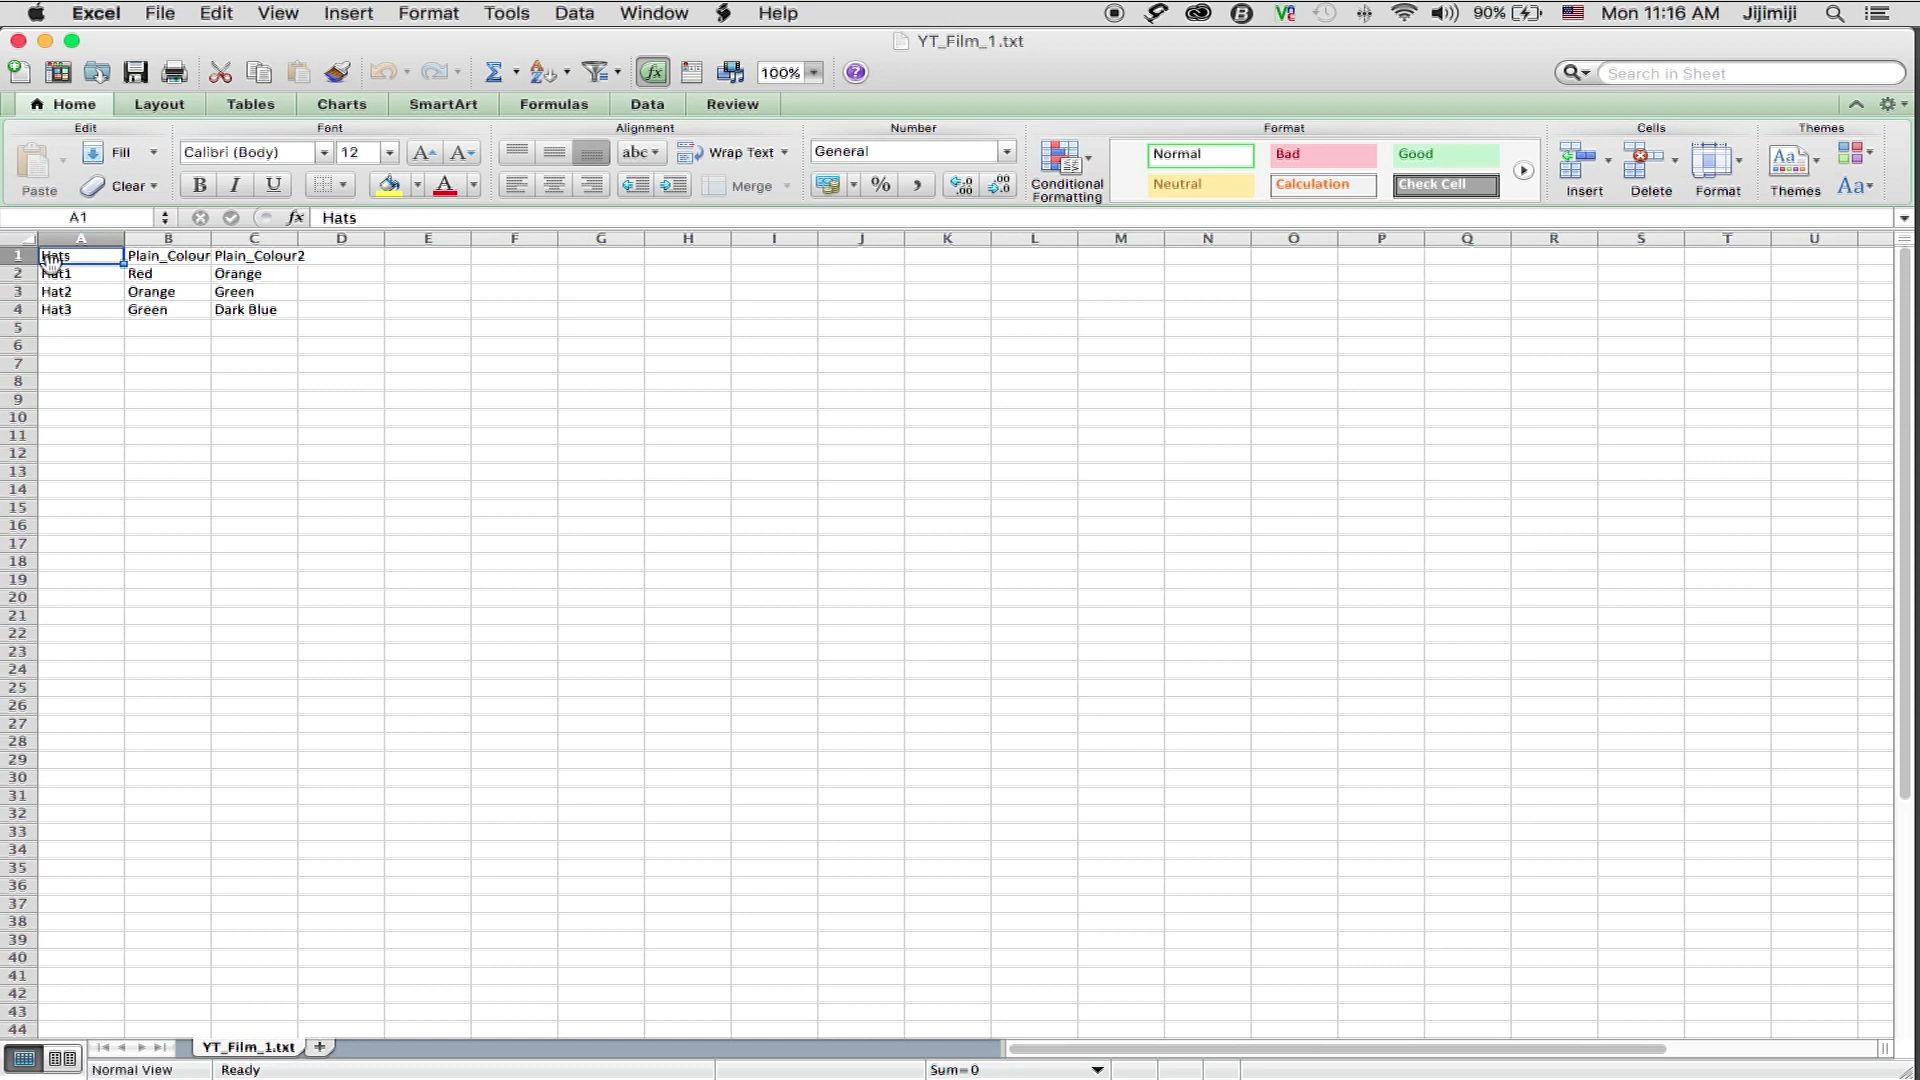 Excel File Edit View Insert Format Tools Data Window Help 90% Mon 11:16 AM Jijimiji
YT_Film_1.txt
100% Search in Sheet
Home Layout Tables Charts SmartArt Formulas Data Review
Edit Font Alignment Number Format Cells Themes
Fill Calibri (Body) 12 A A abc Wrap Text General Normal Bad Good
Paste Clear B I U A Merge % Conditional Formatting Neutral Calculation Check Cell Insert Delete Format Themes Aa
A1 fx Hats
A B C D E F G H I J K L M N O P Q R S T U
1 Hats Plain_Colour Plain_Colour2
2 Hat1 Red Orange
3 Hat2 Orange Green
4 Hat3 Green Dark Blue
5
6
7
8
9
10
11
12
13
14
15
16
17
18
19
20
21
22
23
24
25
26
27
28
29
30
31
32
33
34
35
36
37
38
39
40
41
42
43
44
YT_Film_1.txt
Normal View Ready Sum=0